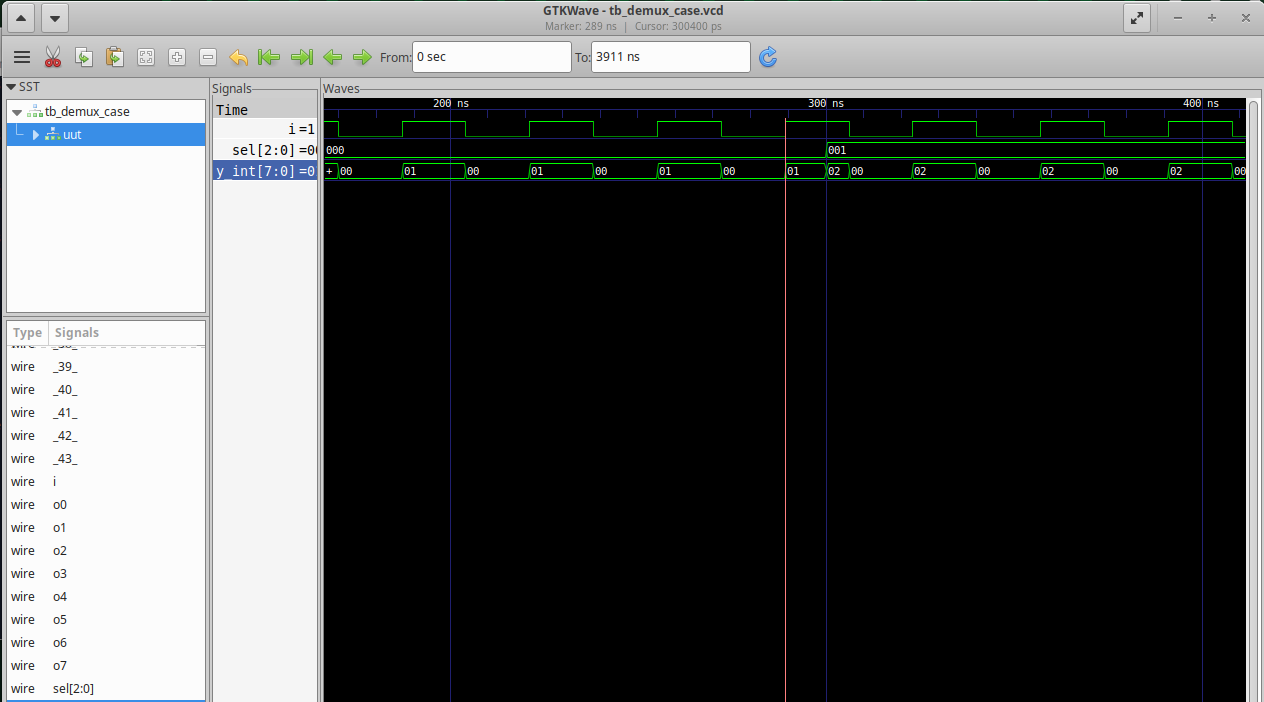 GTKWave - tb_demux_case.vcd
Marker: 289 ns | Cursor: 300400 ps
From: 0 sec To: 3911 ns
SST
tb_demux_case
uut
Type Signals
wire _39_
wire _40_
wire _41_
wire _42_
wire _43_
wire i
wire o0
wire o1
wire o2
wire o3
wire o4
wire o5
wire o6
wire o7
wire sel[2:0]
Signals
Time
i =1
sel[2:0] =00
y_int[7:0] =0
Waves
200 ns 300 ns 400 ns
000 001
+ 00 01 00 01 00 01 00 01 02 00 02 00 02 00 02 00